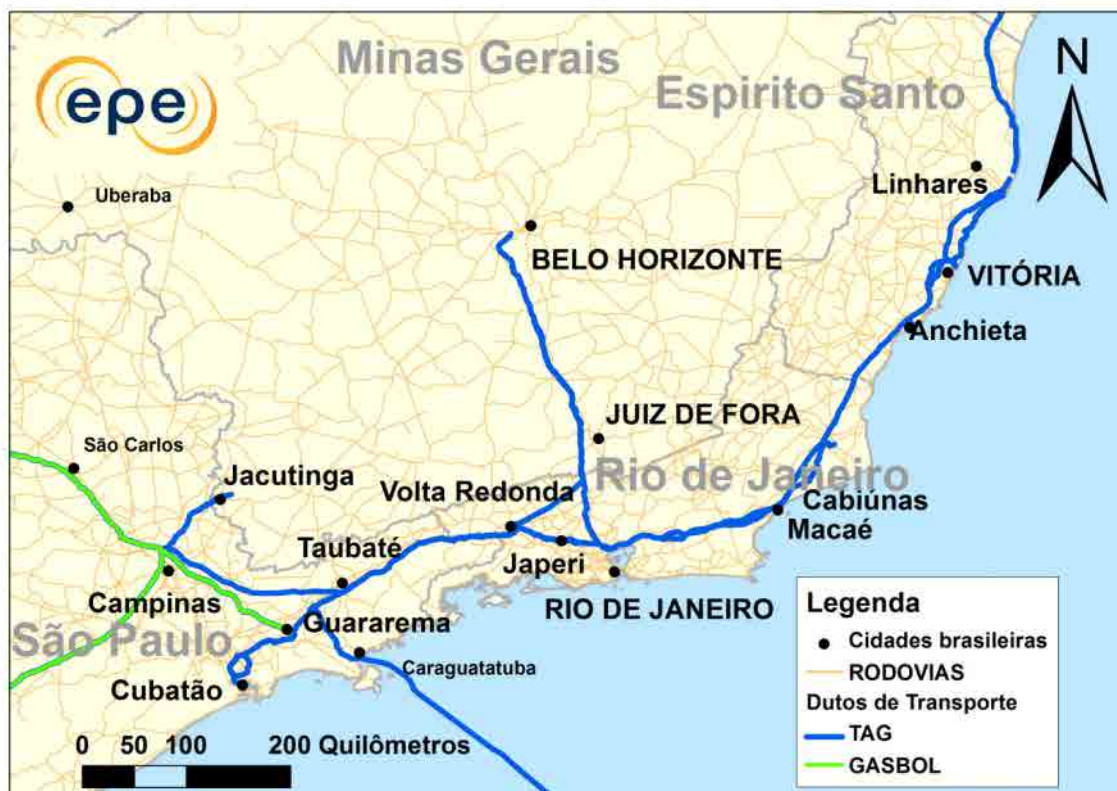 Minas Gerais
Espirito Santo
N
epe
Uberaba
Linhares
BELO HORIZONTE
VITÓRIA
Anchieta
JUIZ DE FORA
São Carlos
Rio de Janeiro
Jacutinga
Volta Redonda
Cabiúnas
Macaé
Taubaté
Japeri
Campinas
RIO DE JANEIRO
São Paulo
Guararema
Caraguatatuba
Cubatão
0 50 100 200 Quilômetros
Legenda
Cidades brasileiras
RODOVIAS
Dutos de Transporte
TAG
GASBOL